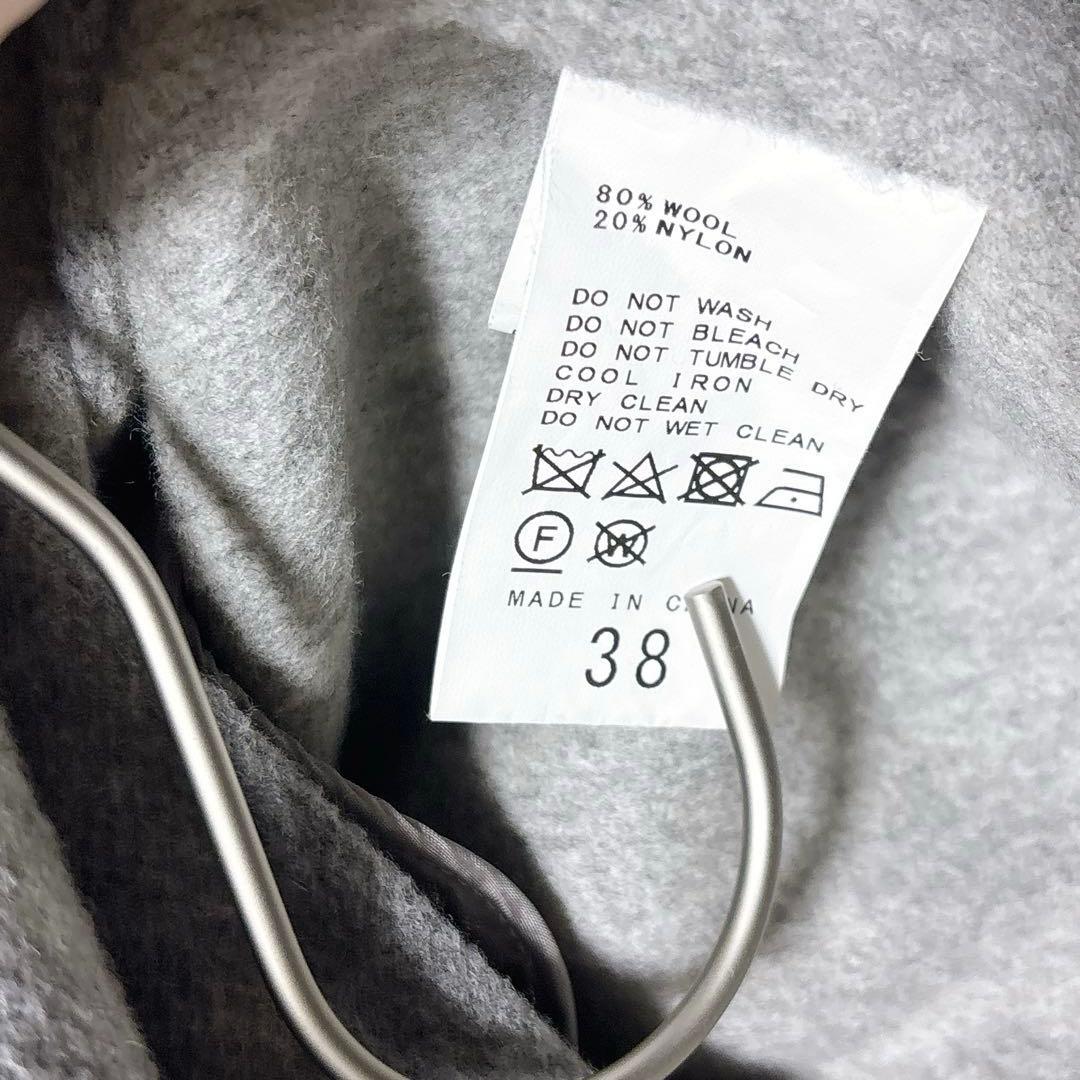 80% WOOL
20% NYLON
DO NOT WASH
DO NOT BLEACH
DO NOT TUMBLE DRY
COOL IRON
DRY CLEAN
DO NOT WET CLEAN
F
W
MADE IN
38